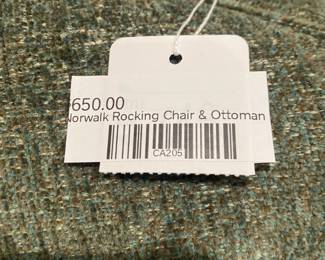 650.00
Norwalk Rocking Chair & Ottoman
CA205